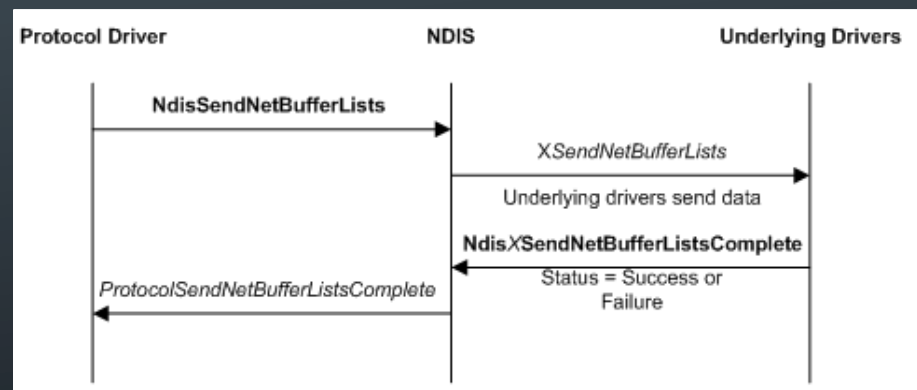 Protocol Driver NDIS Underlying Drivers
NdisSendNetBufferLists
XSendNetBufferLists
Underlying drivers send data
NdisXSendNetBufferListsComplete
Status = Success or
Failure
ProtocolSendNetBufferListsComplete